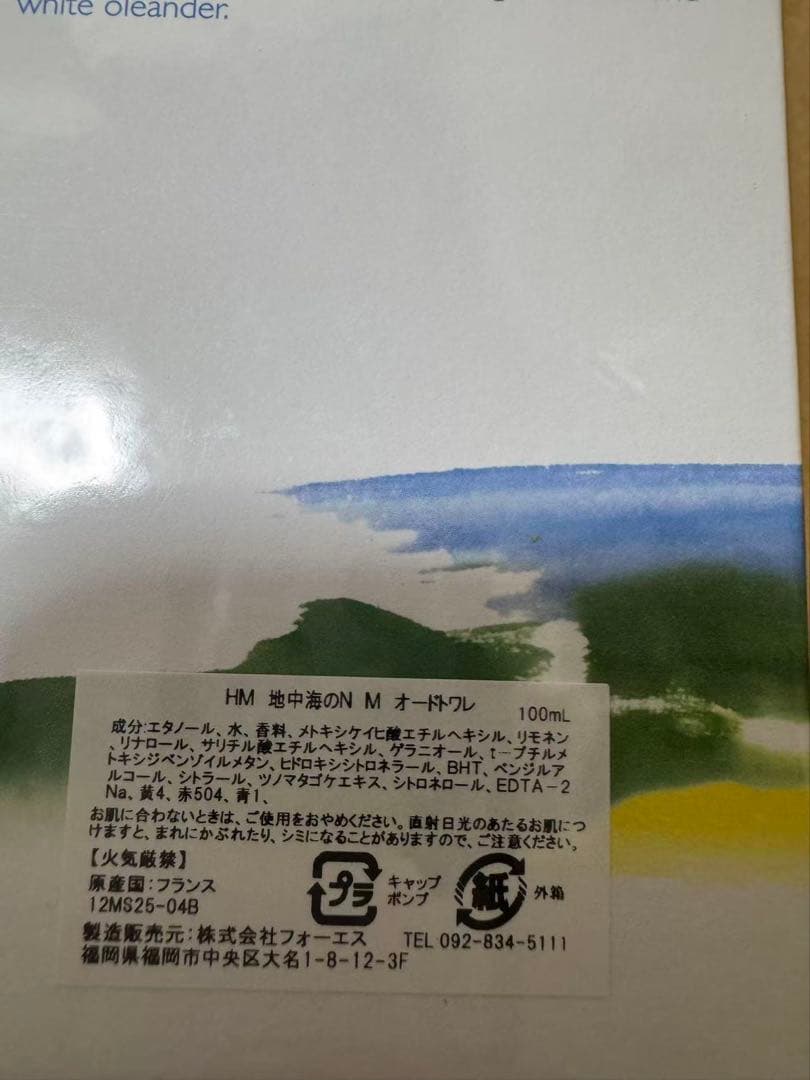 white oleander.
HM 地中海のN M オードトワレ 100mL
成分:エタノール、水、香料、メトキシケイヒ酸エチルヘキシル、リモネン
、リナロール、サリチル酸エチルヘキシル、ゲラニオール、t－ブチルメ
トキシジベンゾイルメタン、ヒドロキシシトロネラール、BHT、ベンジルア
ルコール、シトラール、ツノマタゴケエキス、シトロネロール、EDTA－2
Na、黄4、赤504、青1、
お肌に合わないときは、ご使用をおやめください。直射日光のあたるお肌につ
けますと、まれにかぶれたり、シミになることがありますので、ご注意ください。
【火気厳禁】
原産国：フランス
12MS25-04B
プラ
キャップ
ポンプ
紙
外箱
製造販売元：株式会社フォーエス TEL 092-834-5111
福岡県福岡市中央区大名1-8-12-3F